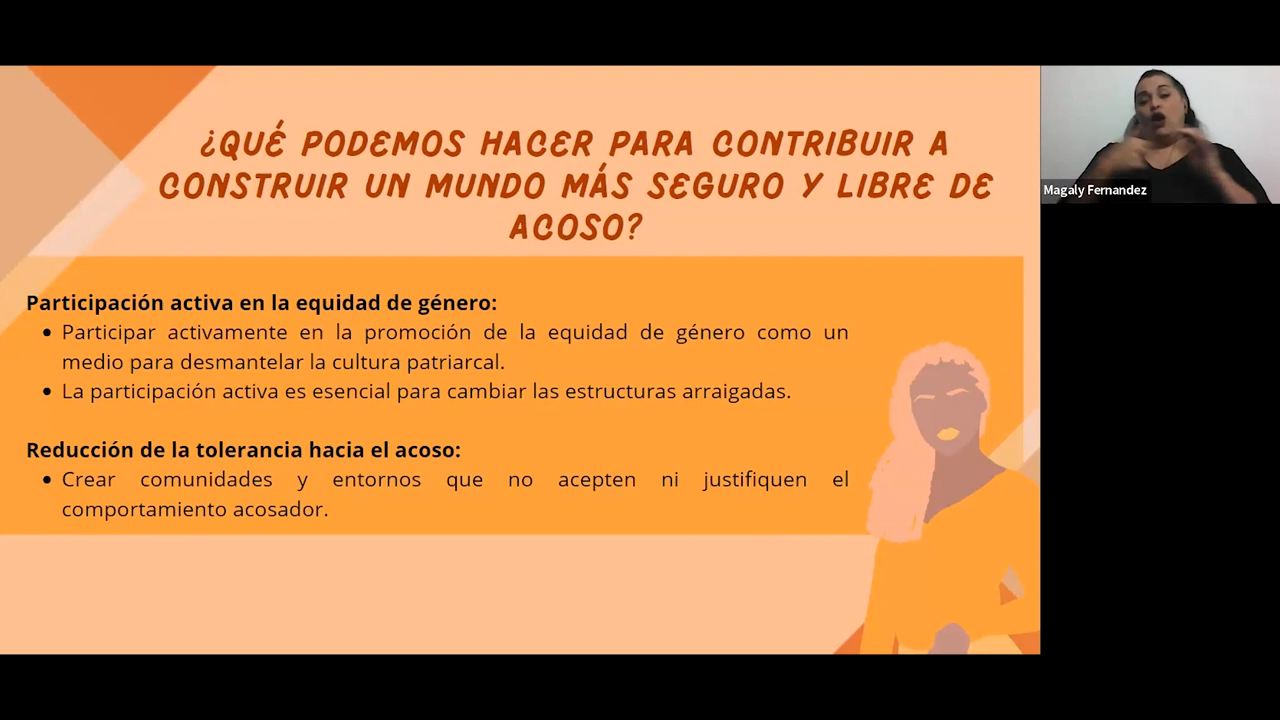 ¿QUÉ PODEMOS HACER PARA CONTRIBUIR A
CONSTRUIR UN MUNDO MÁS SEGURO Y LIBRE DE
ACOSO?
Participación activa en la equidad de género:
• Participar activamente en la promoción de la equidad de género como un
medio para desmantelar la cultura patriarcal.
• La participación activa es esencial para cambiar las estructuras arraigadas.
Reducción de la tolerancia hacia el acoso:
• Crear comunidades y entornos que no acepten ni justifiquen el
comportamiento acosador.
Magaly Fernandez